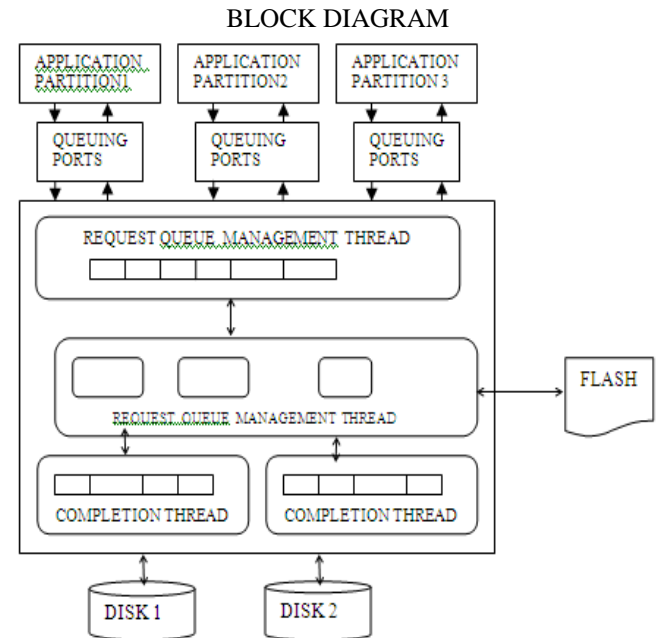 BLOCK DIAGRAM
APPLICATION
PARTITION1
APPLICATION
PARTITION2
APPLICATION
PARTITION 3
QUEUING
PORTS
QUEUING
PORTS
QUEUING
PORTS
REQUEST QUEUE MANAGEMENT THREAD
FLASH
REQUEST QUEUE MANAGEMENT THREAD
COMPLETION THREAD
COMPLETION THREAD
DISK 1
DISK 2